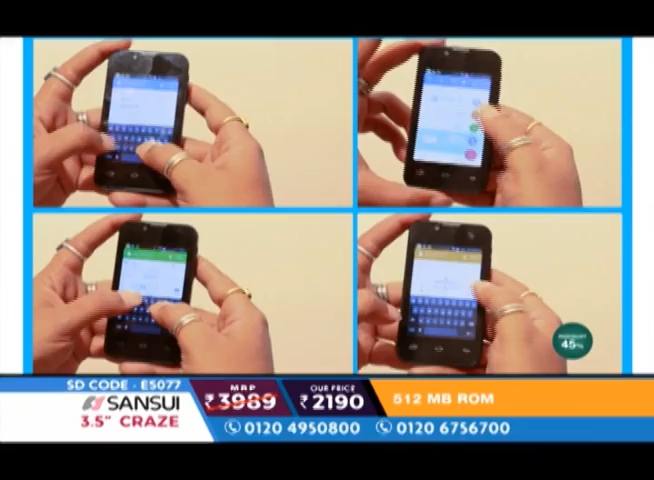 45%
SD CODE - E5077
SANSUI
3.5" CRAZE
MRP
₹3989
OUR PRICE
₹2190
512 MB ROM
0120 4950800
0120 6756700